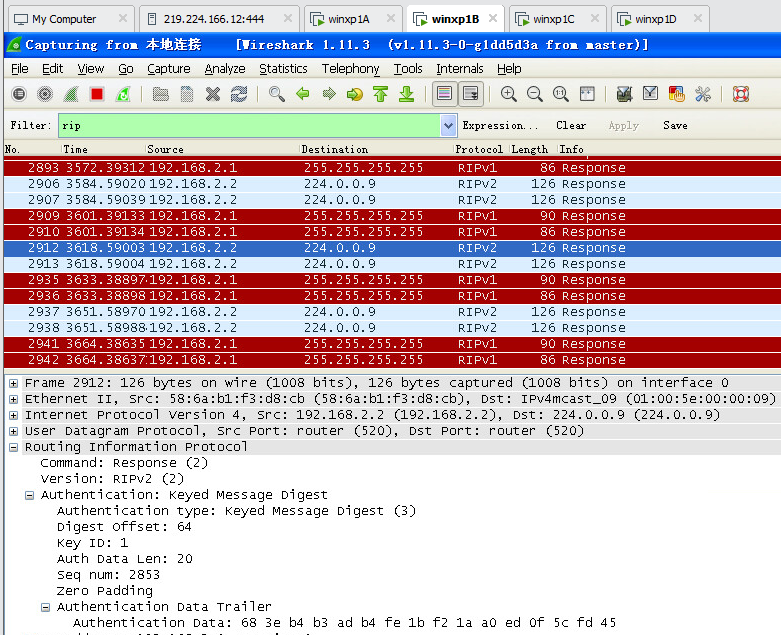 My Computer 219.224.166.12:444 winxp1A winxp1B winxp1C winxp1D
Capturing from 本地连接 [Wireshark 1.11.3 (v1.11.3-0-g1dd5d3a from master)]
File Edit View Go Capture Analyze Statistics Telephony Tools Internals Help
Filter: rip Expression... Clear Apply Save
No. Time Source Destination Protocol Length Info
2893 3572.39312 192.168.2.1 255.255.255.255 RIPv1 86 Response
2906 3584.59020 192.168.2.2 224.0.0.9 RIPv2 126 Response
2907 3584.59039 192.168.2.2 224.0.0.9 RIPv2 126 Response
2909 3601.39133 192.168.2.1 255.255.255.255 RIPv1 90 Response
2910 3601.39134 192.168.2.1 255.255.255.255 RIPv1 86 Response
2912 3618.59003 192.168.2.2 224.0.0.9 RIPv2 126 Response
2913 3618.59004 192.168.2.2 224.0.0.9 RIPv2 126 Response
2935 3633.38897 192.168.2.1 255.255.255.255 RIPv1 90 Response
2936 3633.38898 192.168.2.1 255.255.255.255 RIPv1 86 Response
2937 3651.58970 192.168.2.2 224.0.0.9 RIPv2 126 Response
2938 3651.58988 192.168.2.2 224.0.0.9 RIPv2 126 Response
2941 3664.38635 192.168.2.1 255.255.255.255 RIPv1 90 Response
2942 3664.38637 192.168.2.1 255.255.255.255 RIPv1 86 Response
Frame 2912: 126 bytes on wire (1008 bits), 126 bytes captured (1008 bits) on interface 0
Ethernet II, Src: 58:6a:b1:f3:d8:cb (58:6a:b1:f3:d8:cb), Dst: IPv4mcast_09 (01:00:5e:00:00:09)
Internet Protocol Version 4, Src: 192.168.2.2 (192.168.2.2), Dst: 224.0.0.9 (224.0.0.9)
User Datagram Protocol, Src Port: router (520), Dst Port: router (520)
Routing Information Protocol
Command: Response (2)
Version: RIPv2 (2)
Authentication: Keyed Message Digest
Authentication type: Keyed Message Digest (3)
Digest Offset: 64
Key ID: 1
Auth Data Len: 20
Seq num: 2853
Zero Padding
Authentication Data Trailer
Authentication Data: 68 3e b4 b3 ad b4 fe 1b f2 1a a0 ed 0f 5c fd 45